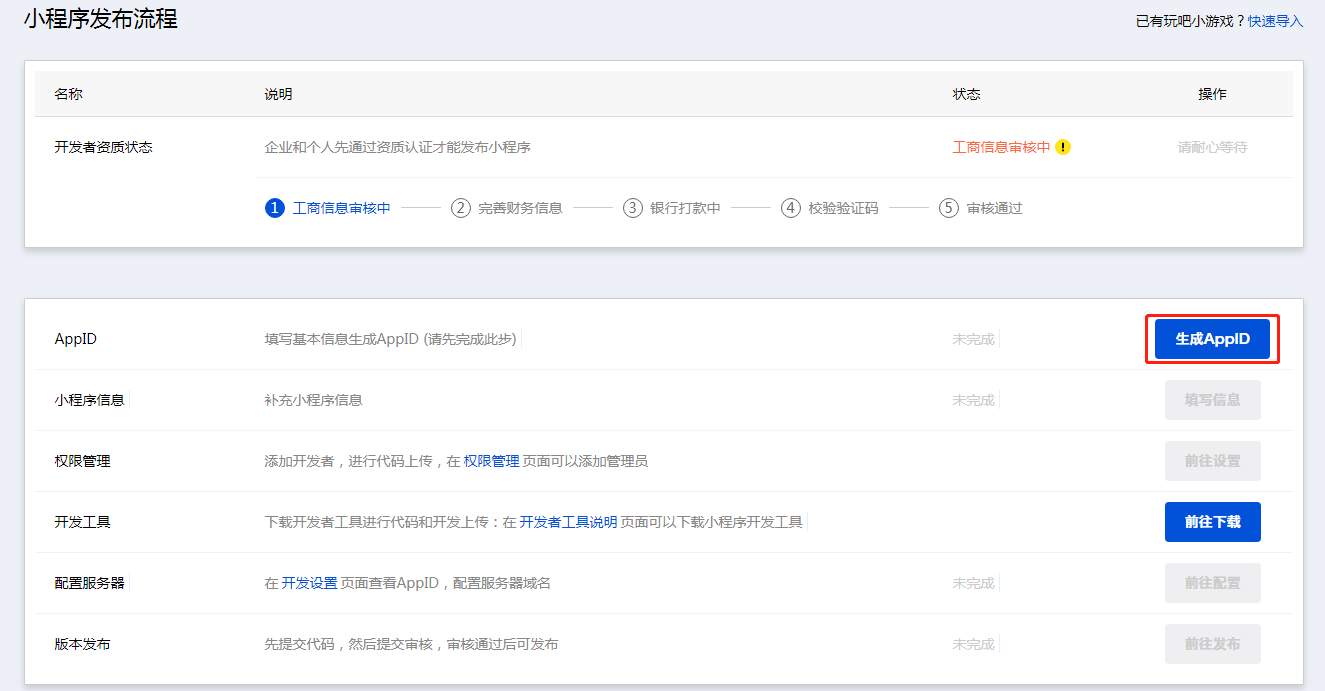 小程序发布流程
已有玩吧小游戏？快速导入
名称 说明 状态 操作
开发者资质状态 企业和个人先通过资质认证才能发布小程序 工商信息审核中 ! 请耐心等待
1 工商信息审核中 2 完善财务信息 3 银行打款中 4 校验验证码 5 审核通过
AppID 填写基本信息生成AppID (请先完成此步) 未完成 生成AppID
小程序信息 补充小程序信息 未完成 填写信息
权限管理 添加开发者，进行代码上传，在 权限管理 页面可以添加管理员 前往设置
开发工具 下载开发者工具进行代码和开发上传：在 开发者工具说明 页面可以下载小程序开发工具 前往下载
配置服务器 在 开发设置 页面查看AppID，配置服务器域名 未完成 前往配置
版本发布 先提交代码，然后提交审核，审核通过后可发布 未完成 前往发布